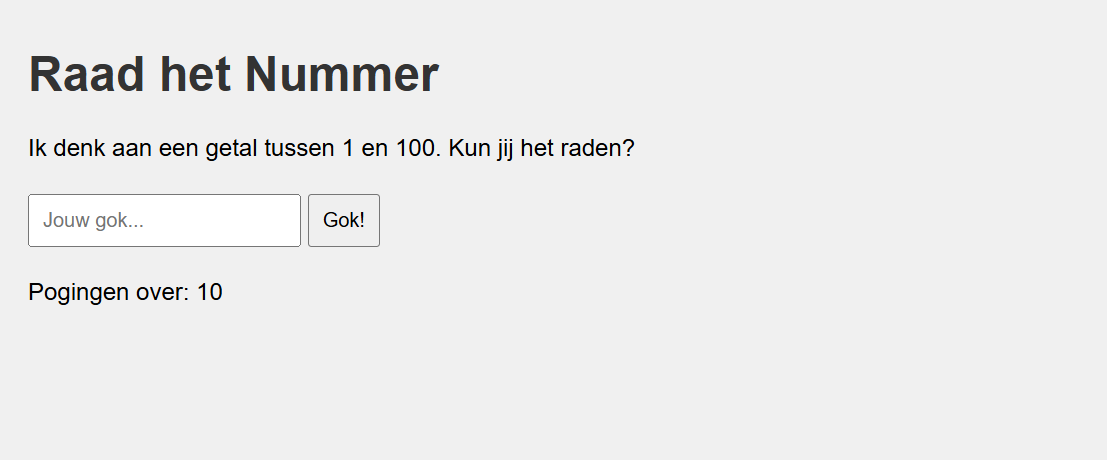 Raad het Nummer
Ik denk aan een getal tussen 1 en 100. Kun jij het raden?
Jouw gok... Gok!
Pogingen over: 10